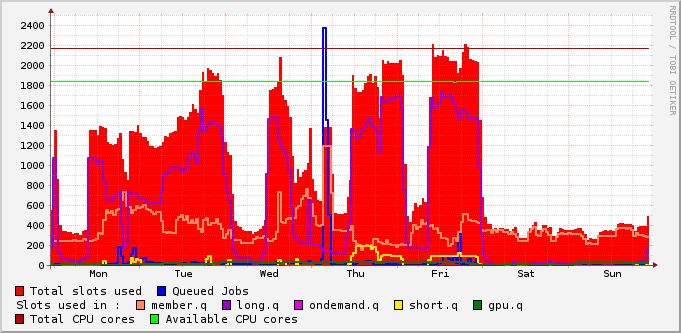 RRDTOOL / TOBI OETIKER
2400
2200
2000
1800
1600
1400
1200
1000
800
600
400
200
0
Mon Tue Wed Thu Fri Sat Sun
Total slots used Queued Jobs
Slots used in : member.q long.q ondemand.q short.q gpu.q
Total CPU cores Available CPU cores